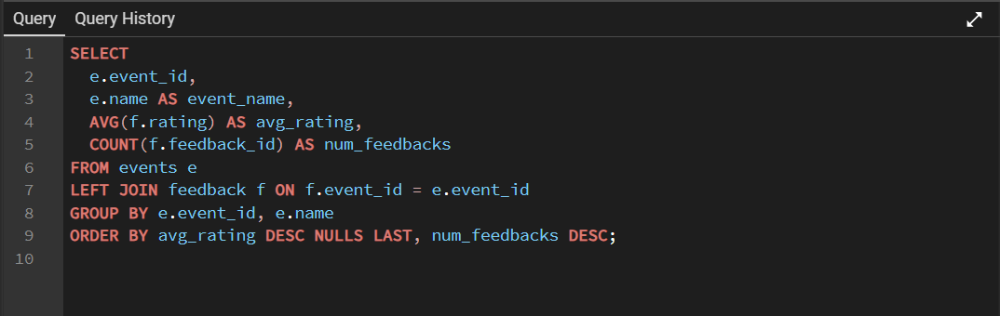 Query Query History
1 SELECT
2 e.event_id,
3 e.name AS event_name,
4 AVG(f.rating) AS avg_rating,
5 COUNT(f.feedback_id) AS num_feedbacks
6 FROM events e
7 LEFT JOIN feedback f ON f.event_id = e.event_id
8 GROUP BY e.event_id, e.name
9 ORDER BY avg_rating DESC NULLS LAST, num_feedbacks DESC;
10